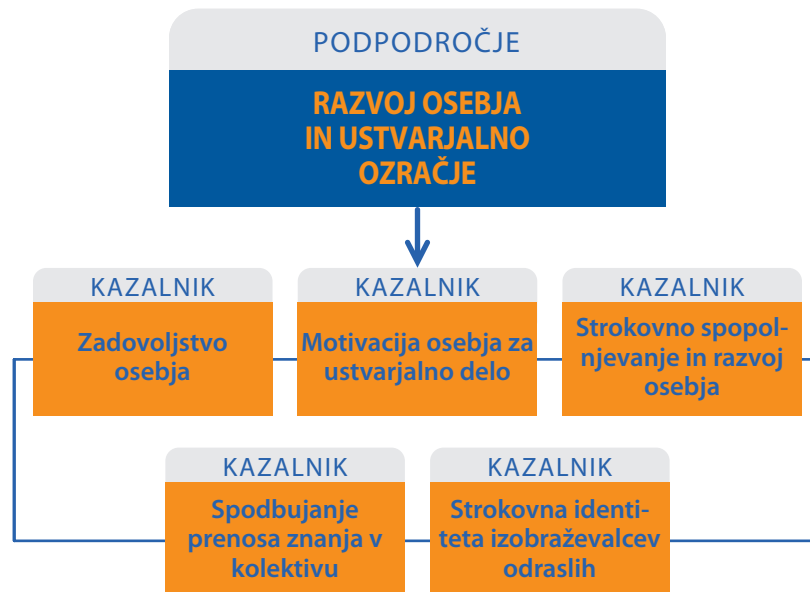 PODPODROČJE
RAZVOJ OSEBJA
IN USTVARJALNO
OZRAČJE
KAZALNIK
Zadovoljstvo
osebja
KAZALNIK
Motivacija osebja za
ustvarjalno delo
KAZALNIK
Strokovno spopol-
njevanje in razvoj
osebja
KAZALNIK
Spodbujanje
prenosa znanja v
kolektivu
KAZALNIK
Strokovna identi-
teta izobraževalcev
odraslih